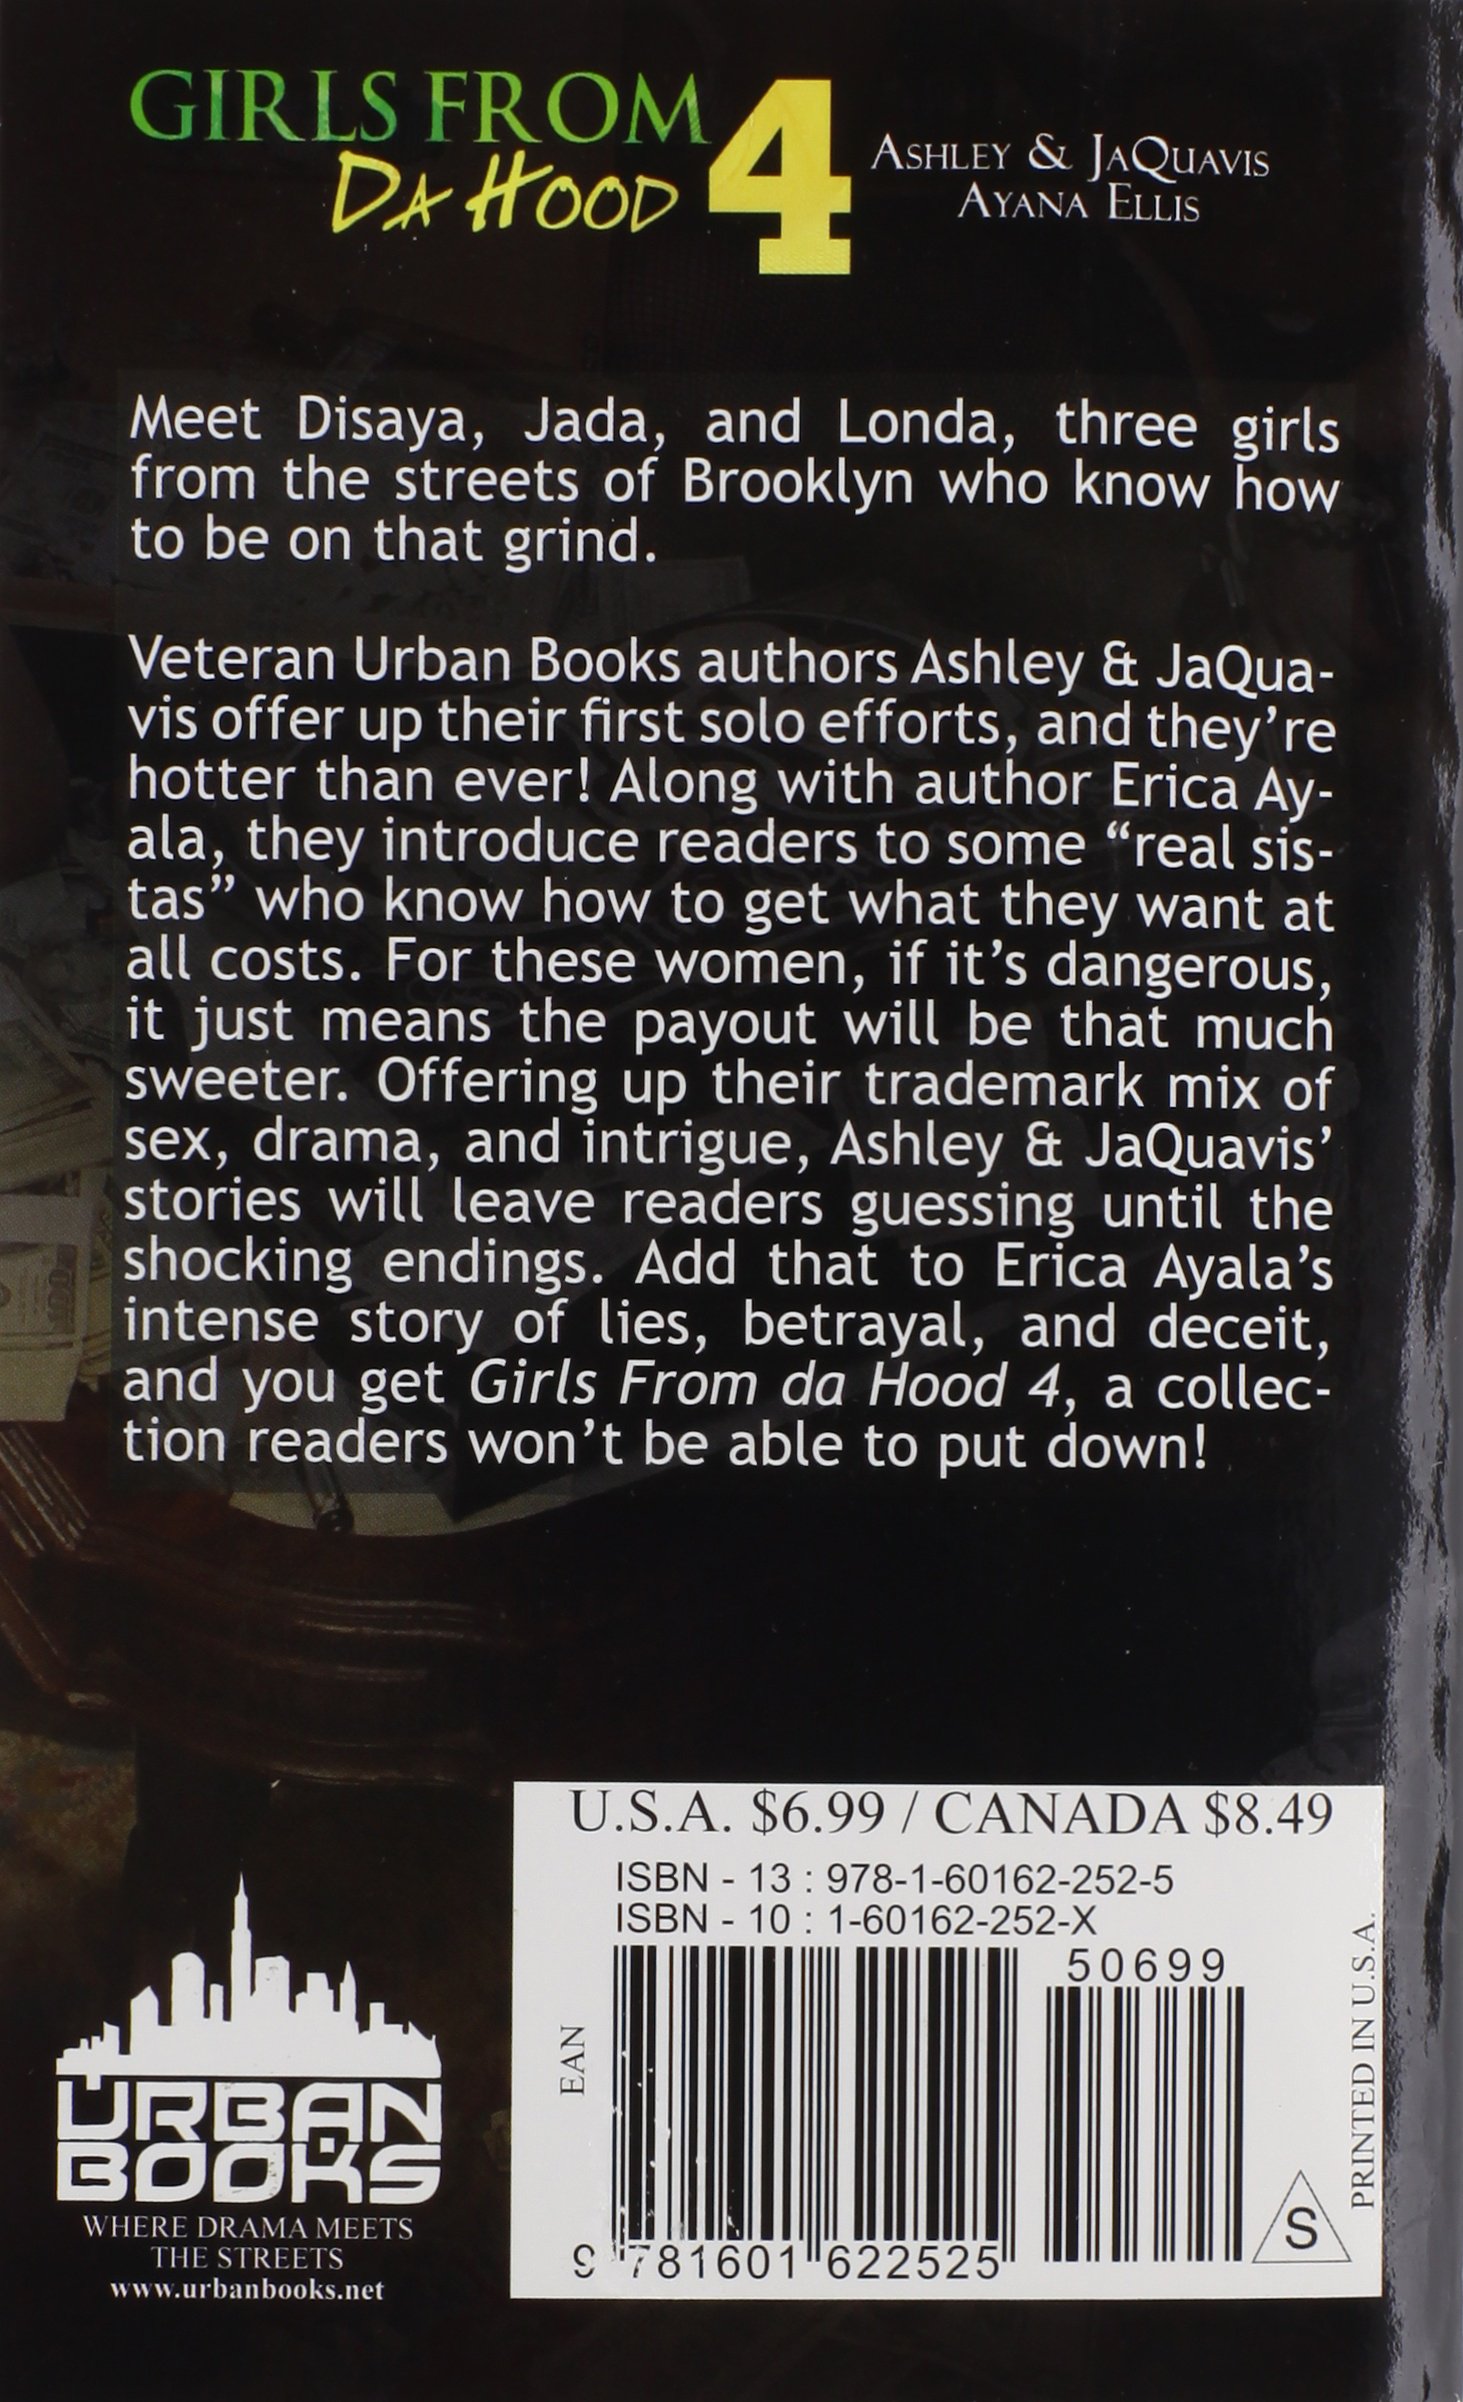 GIRLS FROM
DA HOOD
4
ASHLEY & JAQUAVIS
AYANA ELLIS
Meet Disaya, Jada, and Londa, three girls
from the streets of Brooklyn who know how
to be on that grind.
Veteran Urban Books authors Ashley & JaQua-
vis offer up their first solo efforts, and they're
hotter than ever! Along with author Erica Ay-
ala, they introduce readers to some “real sis-
tas” who know how to get what they want at
all costs. For these women, if it's dangerous,
it just means the payout will be that much
sweeter. Offering up their trademark mix of
sex, drama, and intrigue, Ashley & JaQuavis'
stories will leave readers guessing until the
shocking endings. Add that to Erica Ayala's
intense story of lies, betrayal, and deceit,
and you get Girls From da Hood 4, a collec-
tion readers won't be able to put down!
URBAN
BOOKS
WHERE DRAMA MEETS
THE STREETS
www.urbanbooks.net
U.S.A. $6.99 / CANADA $8.49
ISBN - 13 : 978-1-60162-252-5
ISBN - 10 : 1-60162-252-X
50699
EAN
9 781601 622525
S
PRINTED IN U.S.A.